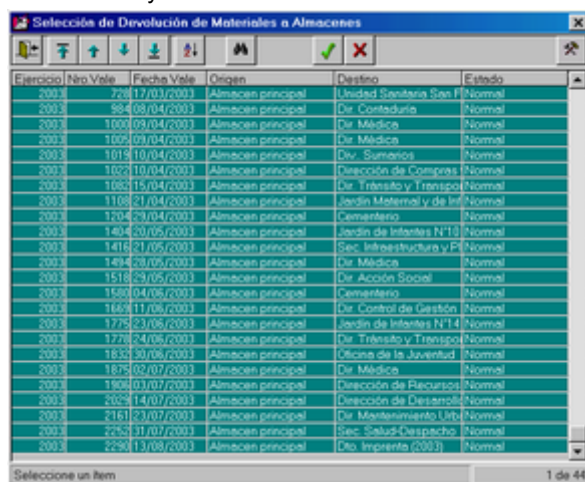 y
Selección de Devolución de Materiales a Almacenes
Ejercicio Nro.Vale Fecha Vale Origen Destino Estado
2003 728 17/03/2003 Almacen principal Unidad Sanitaria San F Normal
2003 984 08/04/2003 Almacen principal Dir. Contaduría Normal
2003 1000 09/04/2003 Almacen principal Dir. Médica Normal
2003 1005 09/04/2003 Almacen principal Dir. Médica Normal
2003 1019 10/04/2003 Almacen principal Div. Sumarios Normal
2003 1022 10/04/2003 Almacen principal Dirección de Compras Normal
2003 1082 15/04/2003 Almacen principal Dir. Tránsito y Transpo Normal
2003 1108 21/04/2003 Almacen principal Jardín Maternal y de Inf Normal
2003 1204 29/04/2003 Almacen principal Cementerio Normal
2003 1404 20/05/2003 Almacen principal Jardín de Infantes N°10 Normal
2003 1416 21/05/2003 Almacen principal Sec. Infraestructura y Pl Normal
2003 1494 28/05/2003 Almacen principal Dir. Médica Normal
2003 1518 29/05/2003 Almacen principal Dir. Acción Social Normal
2003 1580 04/06/2003 Almacen principal Cementerio Normal
2003 1669 11/06/2003 Almacen principal Dir. Control de Gestión Normal
2003 1775 23/06/2003 Almacen principal Jardín de Infantes N°14 Normal
2003 1778 24/06/2003 Almacen principal Dir. Tránsito y Transpo Normal
2003 1832 30/06/2003 Almacen principal Oficina de la Juventud Normal
2003 1875 02/07/2003 Almacen principal Dir. Médica Normal
2003 1906 03/07/2003 Almacen principal Dirección de Recursos Normal
2003 2029 14/07/2003 Almacen principal Dirección de Desarrollo Normal
2003 2161 23/07/2003 Almacen principal Dir. Mantenimiento Urb Normal
2003 2252 31/07/2003 Almacen principal Sec. Salud-Despacho Normal
2003 2290 13/08/2003 Almacen principal Dto. Imprenta (2003) Normal
Seleccione un ítem 1 de 44